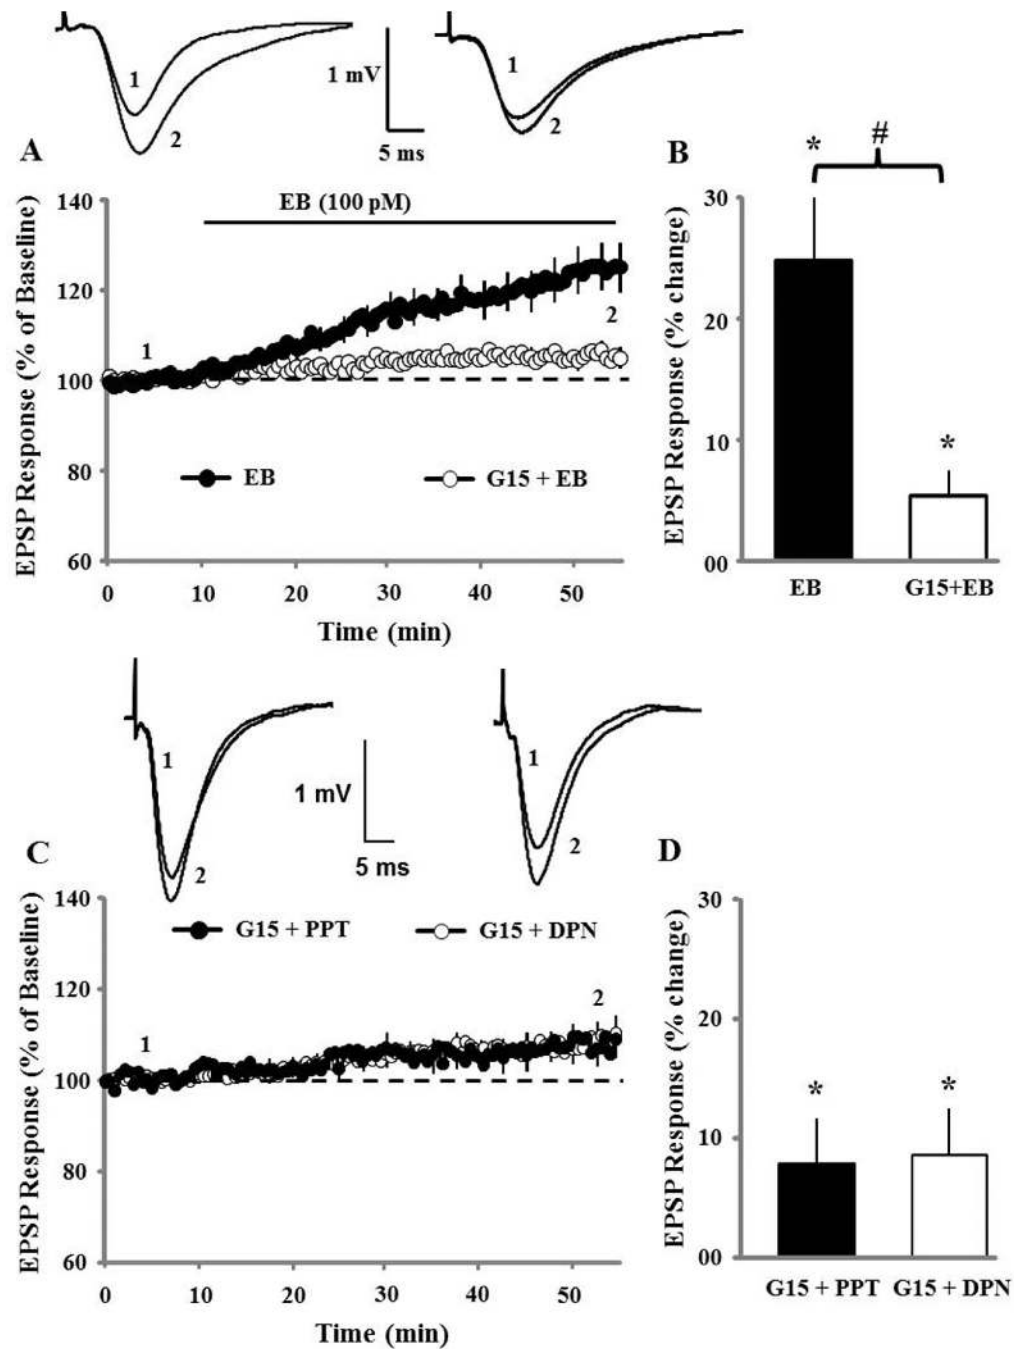 1
2
1 mV
5 ms
1
2
A
EPSP Response (% of Baseline)
140
120
100
80
60
EB (100 pM)
1
2
EB
G15 + EB
0 10 20 30 40 50
Time (min)
B
* #
EPSP Response (% change)
30
20
10
00
*
EB G15+EB
1
2
1 mV
5 ms
1
2
C
EPSP Response (% of Baseline)
140
120
100
80
60
G15 + PPT G15 + DPN
1
2
0 10 20 30 40 50
Time (min)
D
EPSP Response (% change)
30
20
10
00
* *
G15 + PPT G15 + DPN